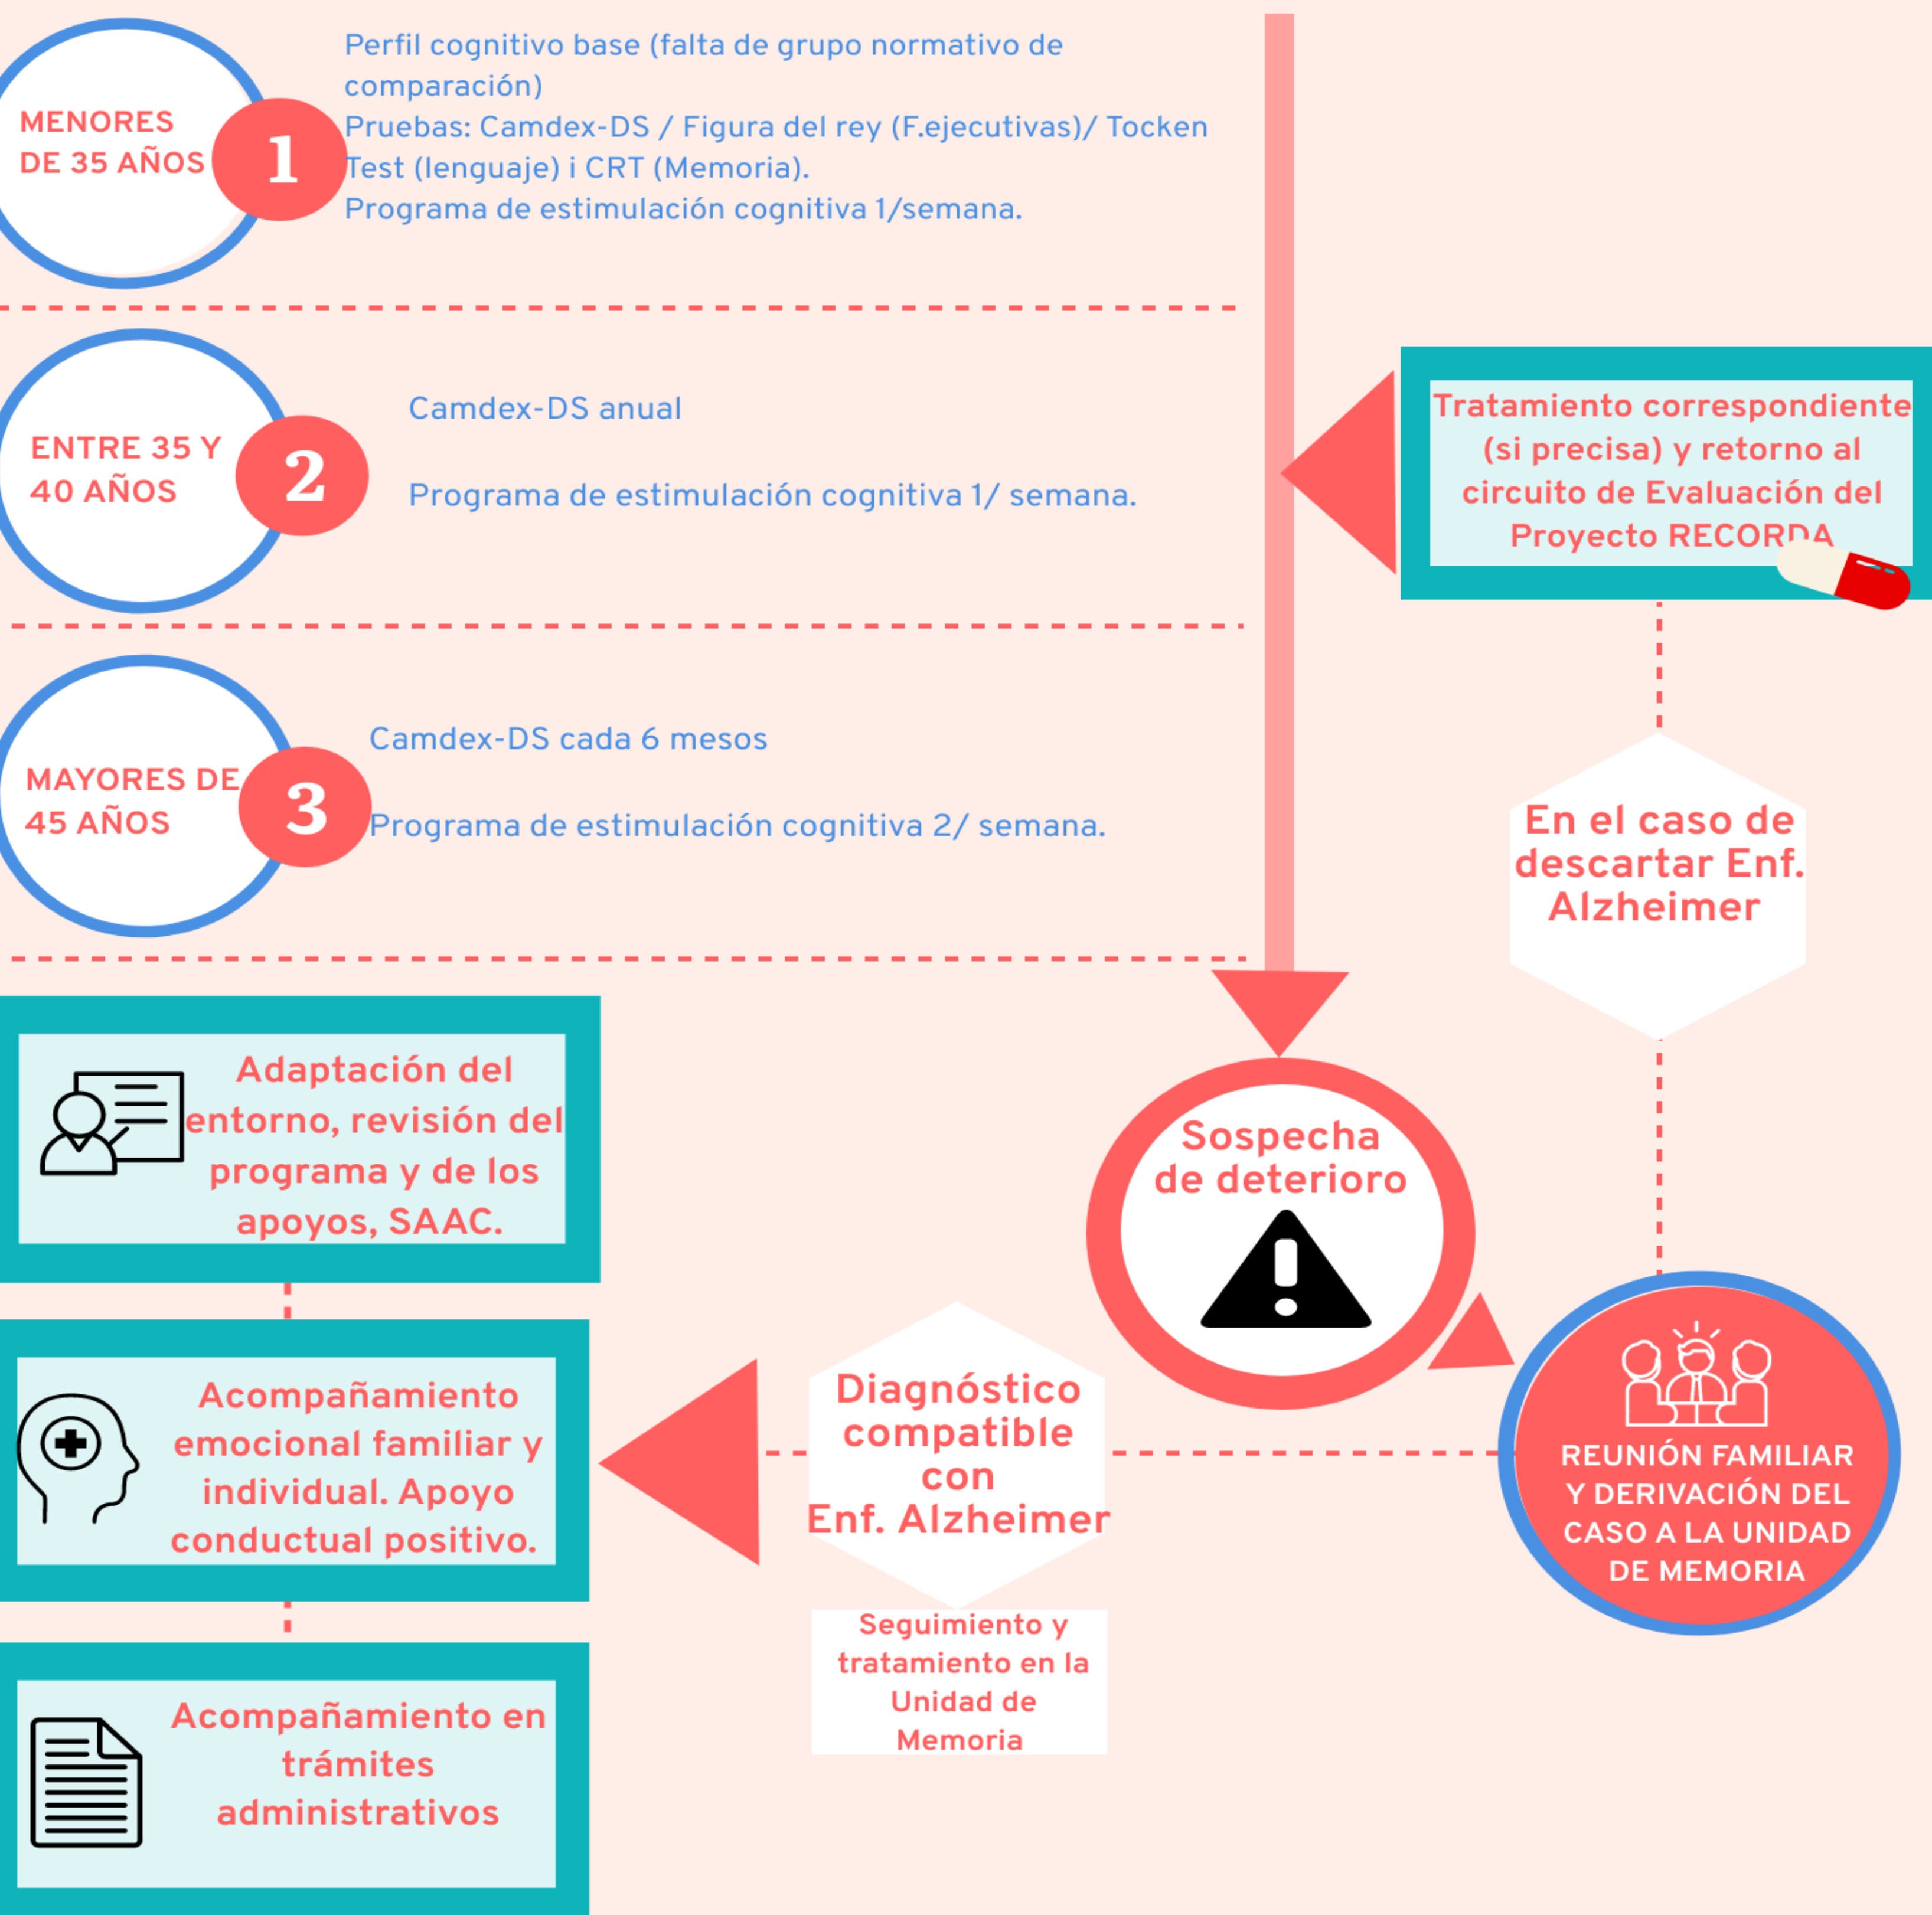 MENORES
DE 35 AÑOS
1
Perfil cognitivo base (falta de grupo normativo de
comparación)
Pruebas: Camdex-DS / Figura del rey (F.ejecutivas)/ Tocken
Test (lenguaje) i CRT (Memoria).
Programa de estimulación cognitiva 1/semana.
ENTRE 35 Y
40 AÑOS
2
Camdex-DS anual
Programa de estimulación cognitiva 1/ semana.
Tratamiento correspondiente
(si precisa) y retorno al
circuito de Evaluación del
Proyecto RECORDA
MAYORES DE
45 AÑOS
3
Camdex-DS cada 6 mesos
Programa de estimulación cognitiva 2/ semana.
En el caso de
descartar Enf.
Alzheimer
Sospecha
de deterioro
REUNIÓN FAMILIAR
Y DERIVACIÓN DEL
CASO A LA UNIDAD
DE MEMORIA
Diagnóstico
compatible
con
Enf. Alzheimer
Seguimiento y
tratamiento en la
Unidad de
Memoria
Adaptación del
entorno, revisión del
programa y de los
apoyos, SAAC.
Acompañamiento
emocional familiar y
individual. Apoyo
conductual positivo.
Acompañamiento en
trámites
administrativos